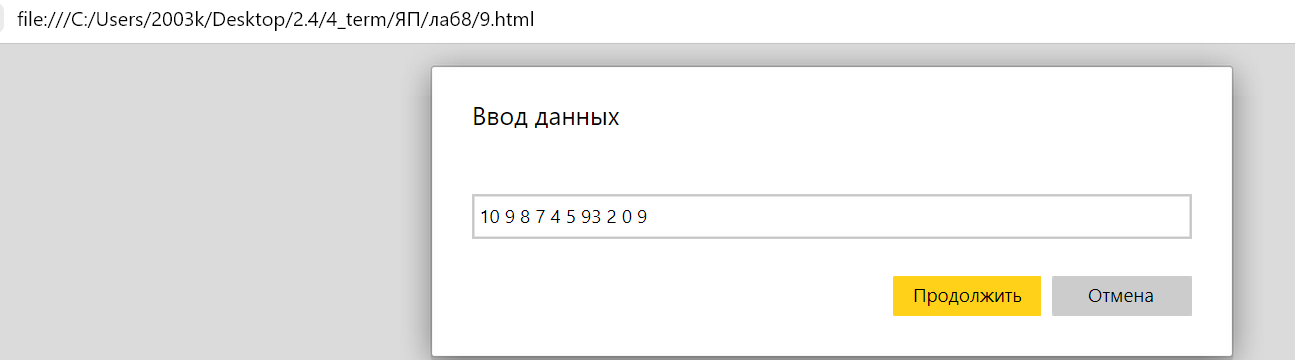 file:///C:/Users/2003k/Desktop/2.4/4_term/ЯП/ла68/9.html
Ввод данных
10 9 8 7 4 5 93 2 0 9
Продолжить Отмена